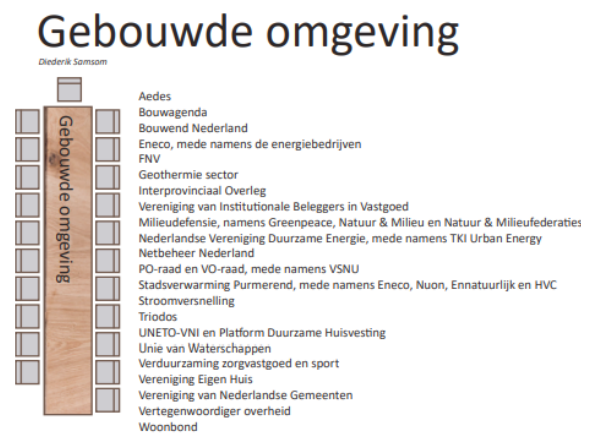 Gebouwde omgeving
Diederik Samsom
Gebouwde omgeving
Aedes
Bouwagenda
Bouwend Nederland
Eneco, mede namens de energiebedrijven
FNV
Geothermie sector
Interprovinciaal Overleg
Vereniging van Institutionale Beleggers in Vastgoed
Milieudefensie, namens Greenpeace, Natuur & Milieu en Natuur & Milieufederaties
Nederlandse Vereniging Duurzame Energie, mede namens TKI Urban Energy
Netbeheer Nederland
PO-raad en VO-raad, mede namens VSNU
Stadsverwarming Purmerend, mede namens Eneco, Nuon, Ennatuurlijk en HVC
Stroomversnelling
Triodos
UNETO-VNI en Platform Duurzame Huisvesting
Unie van Waterschappen
Verduurzaming zorgvastgoed en sport
Vereniging Eigen Huis
Vereniging van Nederlandse Gemeenten
Vertegenwoordiger overheid
Woonbond